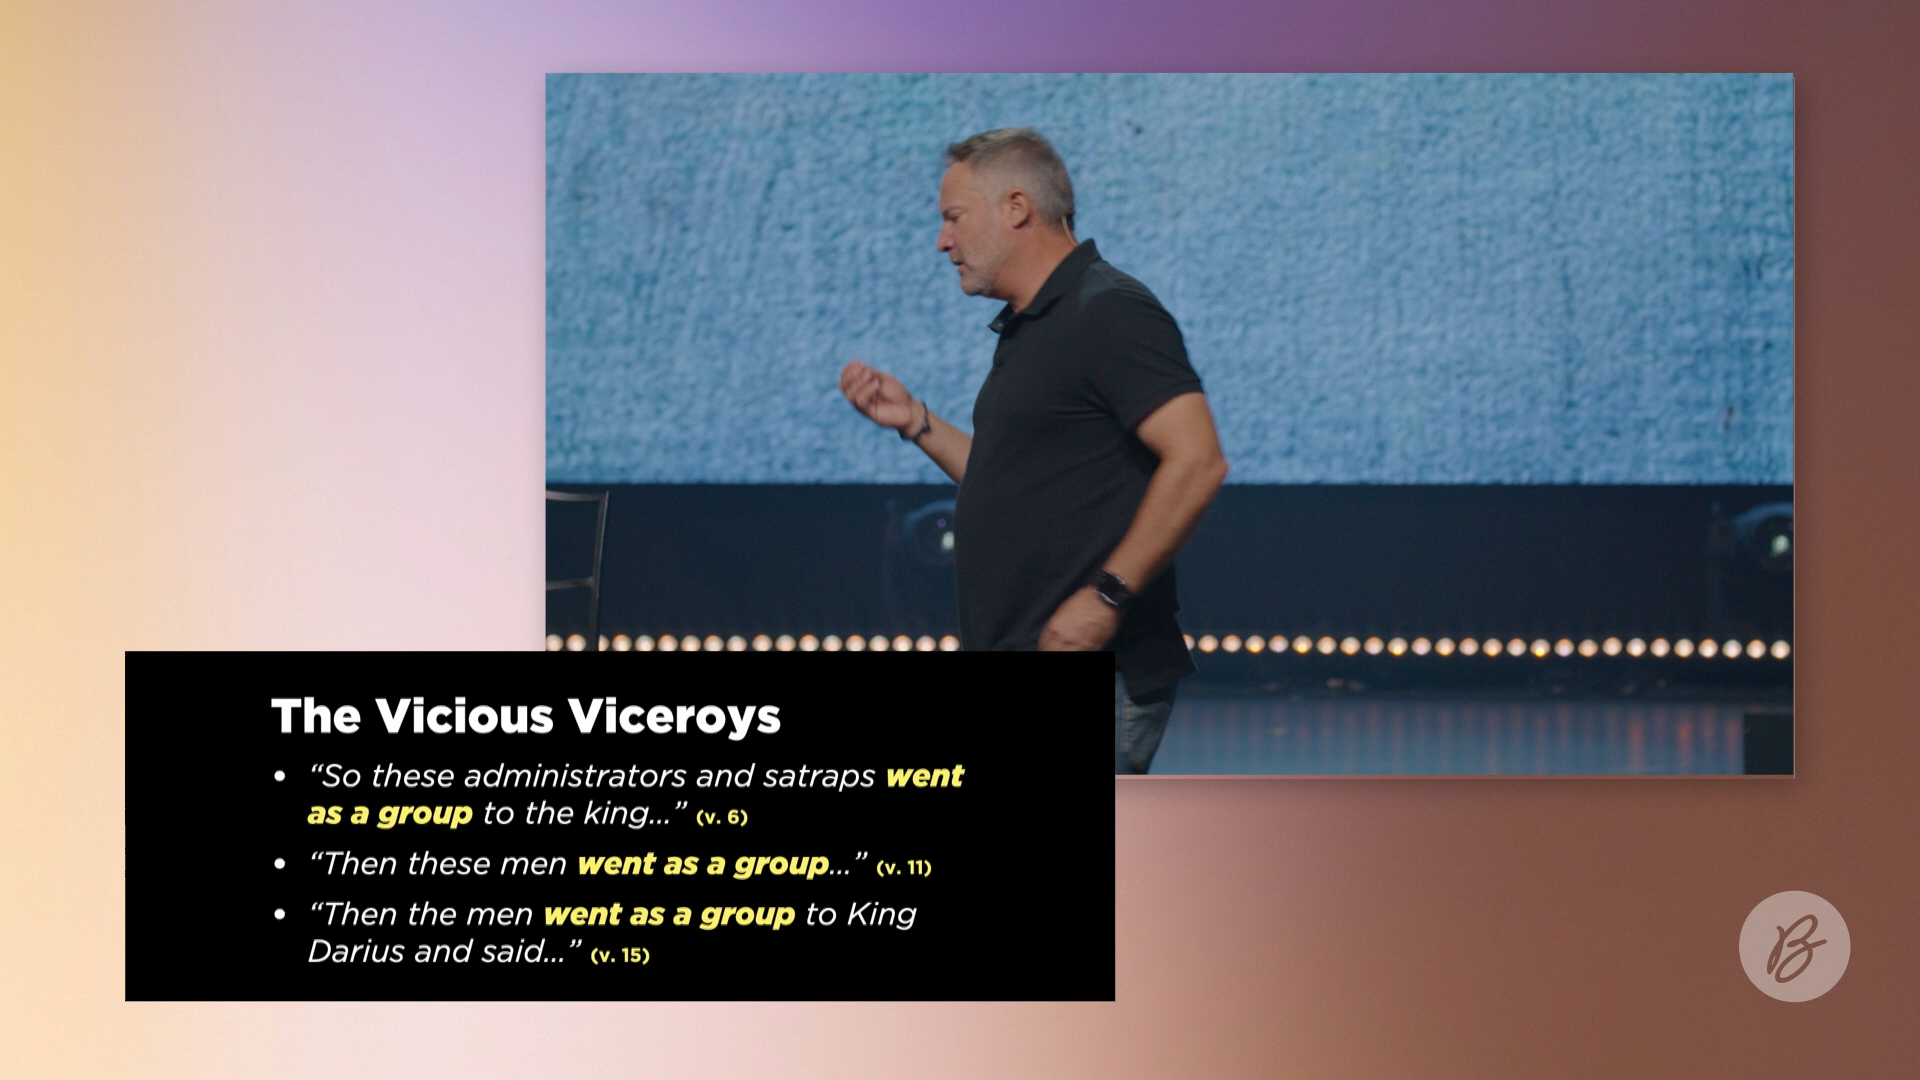 The Vicious Viceroys
• “So these administrators and satraps went
as a group to the king...” (v. 6)
• “Then these men went as a group...” (v. 11)
• “Then the men went as a group to King
Darius and said...” (v. 15)
B